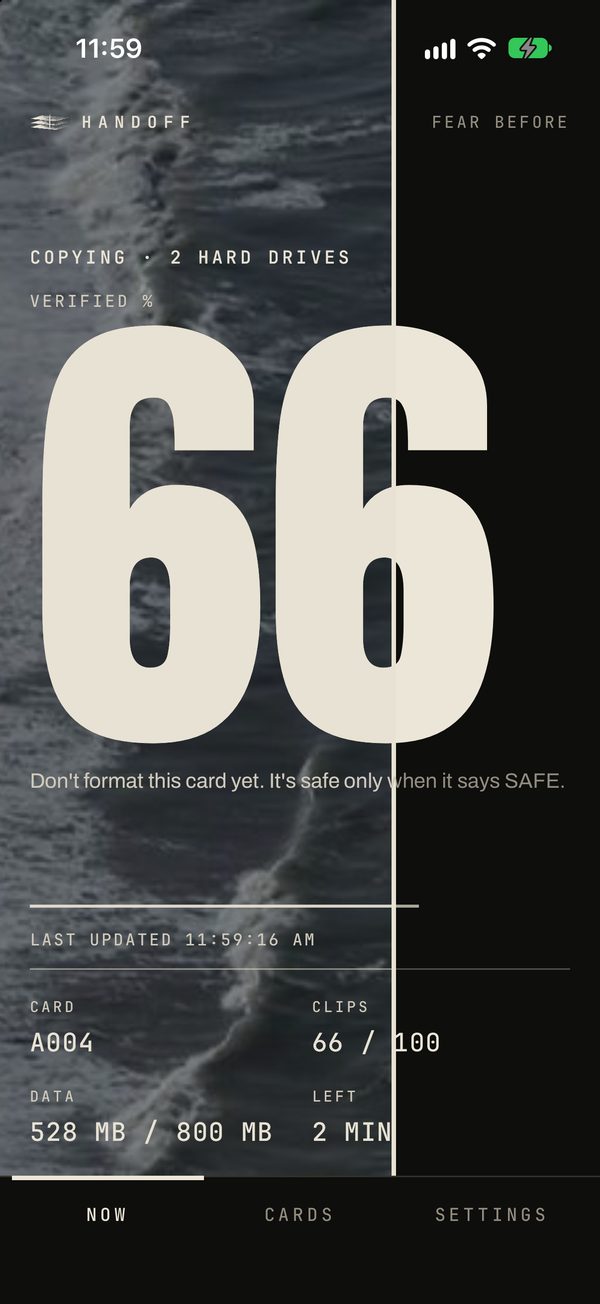 11:59
HANDOFF
FEAR BEFORE
COPYING · 2 HARD DRIVES
VERIFIED %
66
Don't format this card yet. It's safe only when it says SAFE.
LAST UPDATED 11:59:16 AM
CARD
CLIPS
A004
66 / 100
DATA
LEFT
528 MB / 800 MB
2 MIN
NOW
CARDS
SETTINGS